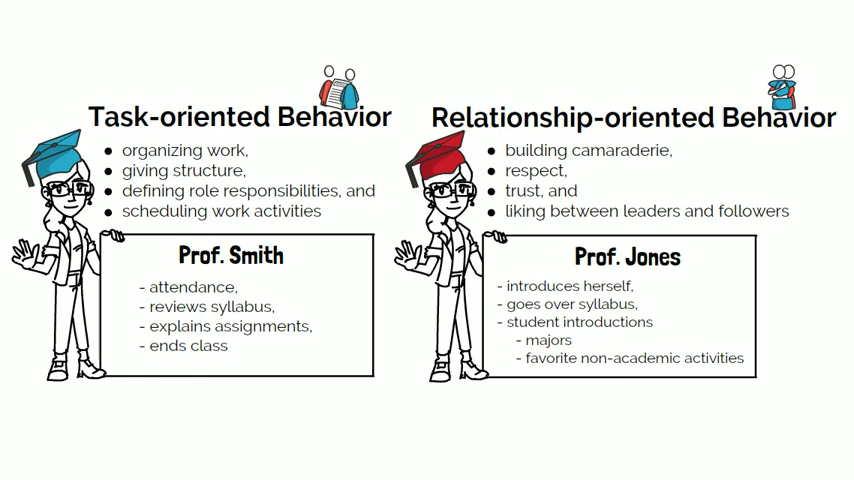 Task-oriented Behavior
● organizing work,
● giving structure,
● defining role responsibilities, and
● scheduling work activities
Prof. Smith
- attendance,
- reviews syllabus,
- explains assignments,
- ends class
Relationship-oriented Behavior
● building camaraderie,
● respect,
● trust, and
● liking between leaders and followers
Prof. Jones
- introduces herself,
- goes over syllabus,
- student introductions
- majors
- favorite non-academic activities